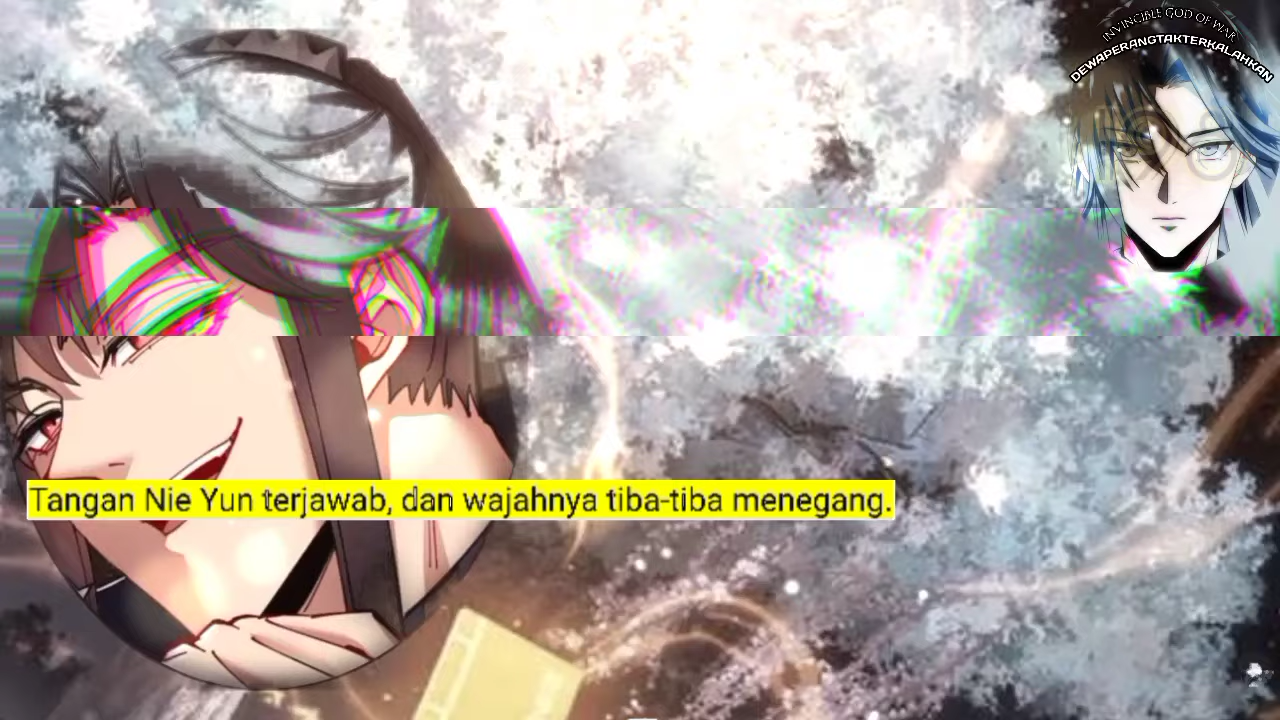 INVINCIBLE GOD OF WAR
DEWAPERANGTAKTERKALAHKAN
Tangan Nie Yun terjawab, dan wajahnya tiba-tiba menegang.